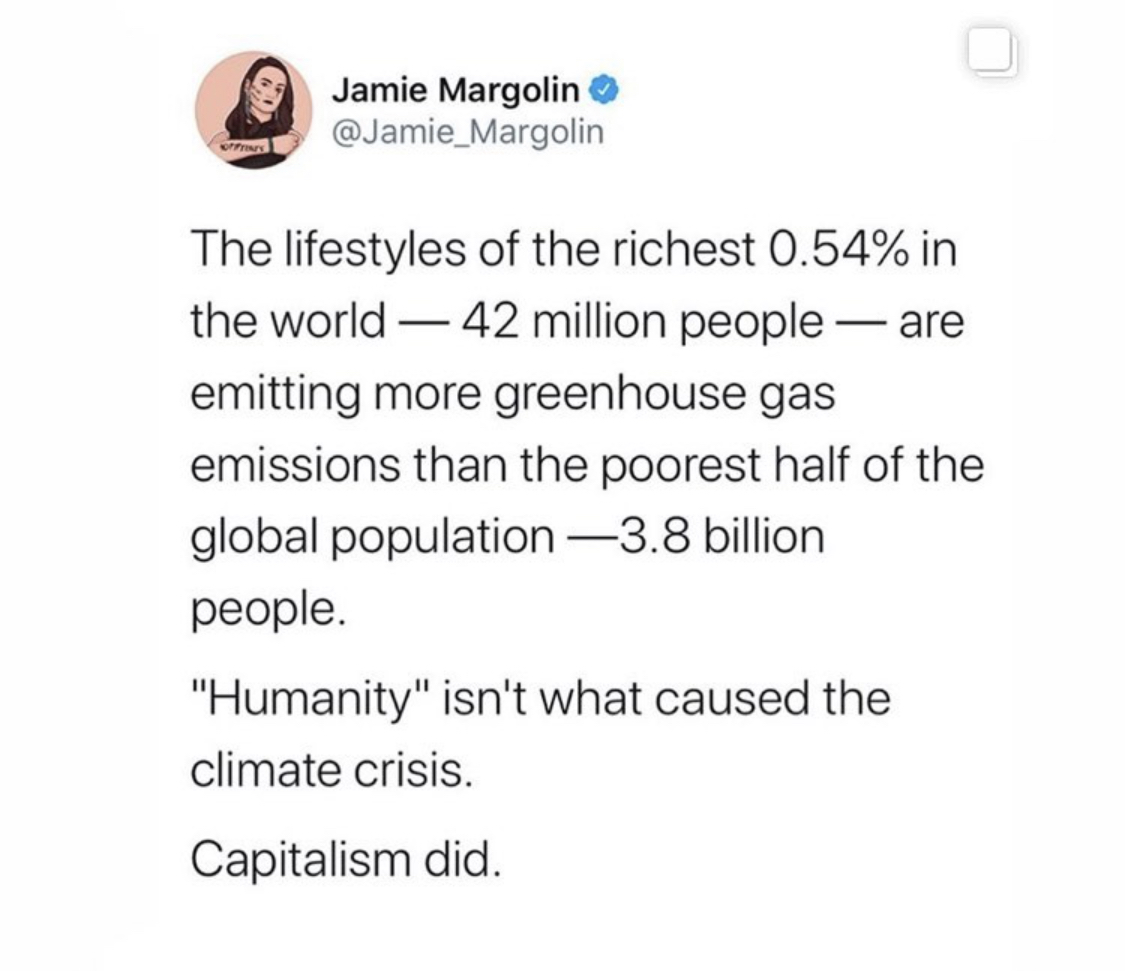 Jamie Margolin
@Jamie_Margolin
The lifestyles of the richest 0.54% in
the world — 42 million people — are
emitting more greenhouse gas
emissions than the poorest half of the
global population —3.8 billion
people.
"Humanity" isn't what caused the
climate crisis.
Capitalism did.